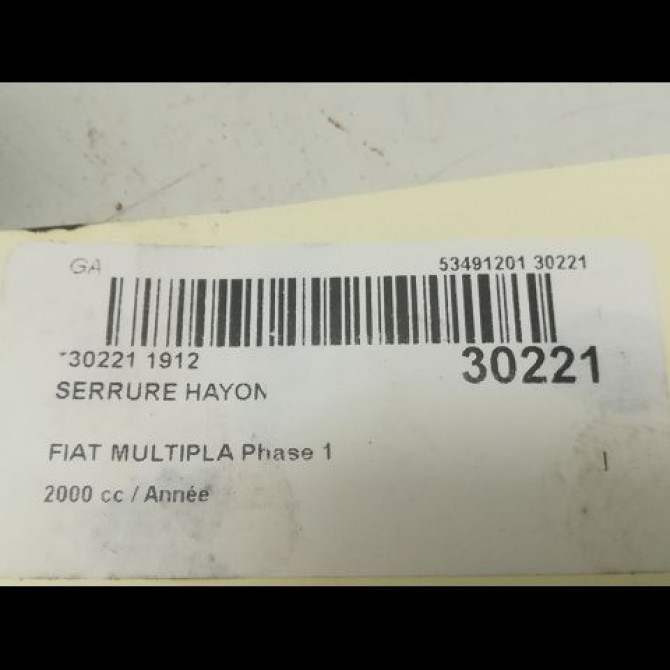 GA 53491201 30221
*30221 1912 30221
SERRURE HAYON
FIAT MULTIPLA Phase 1
2000 cc / Année